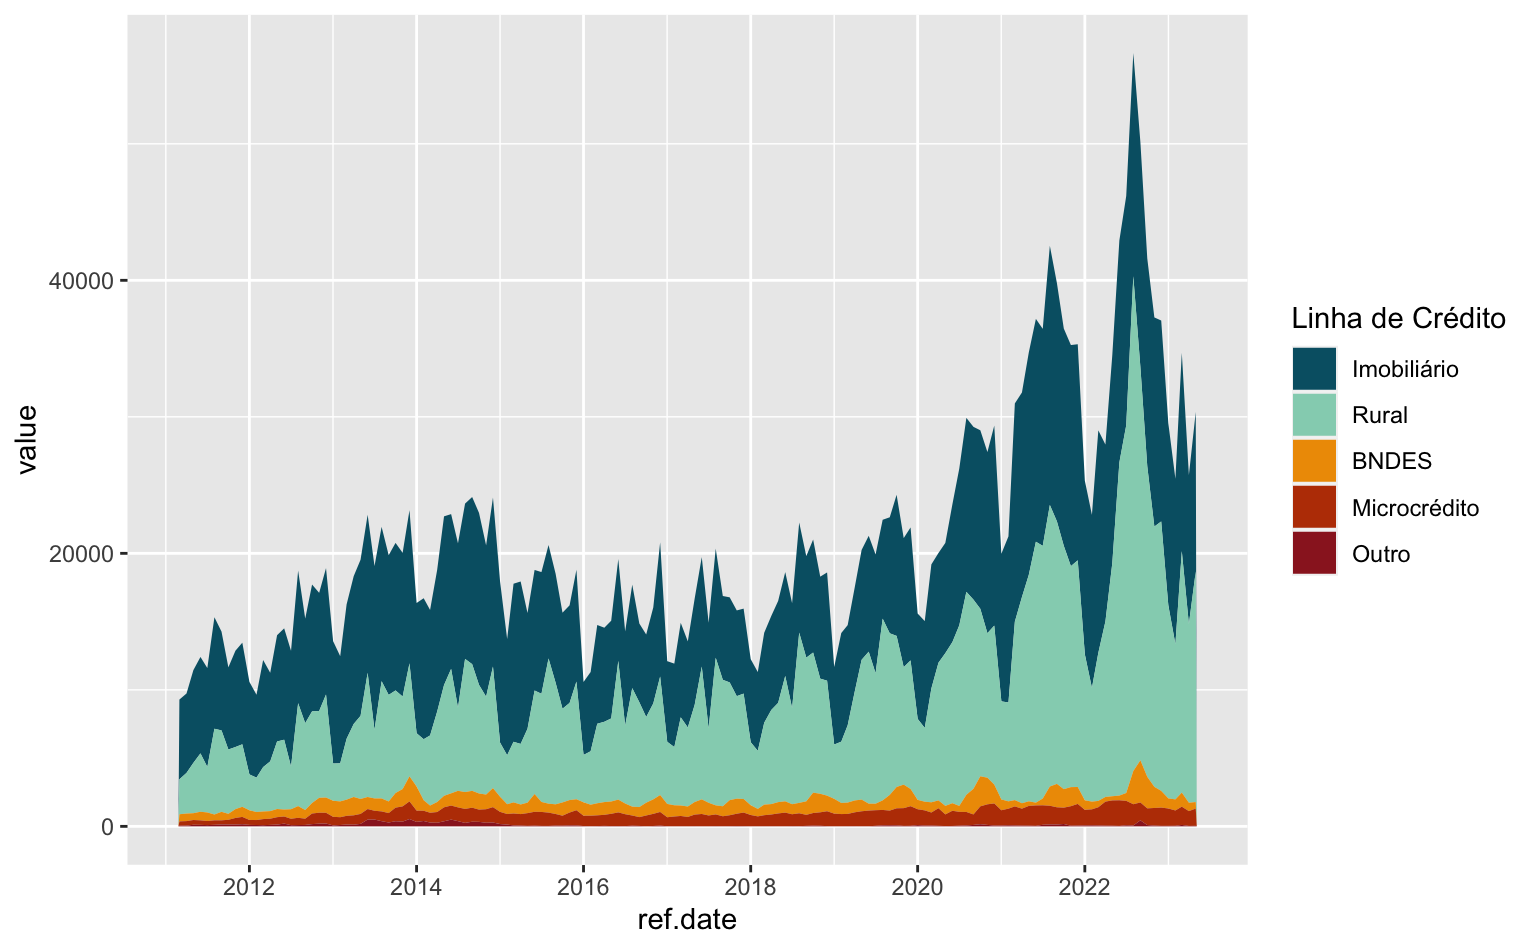 40000
20000
0
value
2012
2014
2016
2018
2020
2022
ref.date
Linha de Crédito
Imobiliário
Rural
BNDES
Microcrédito
Outro